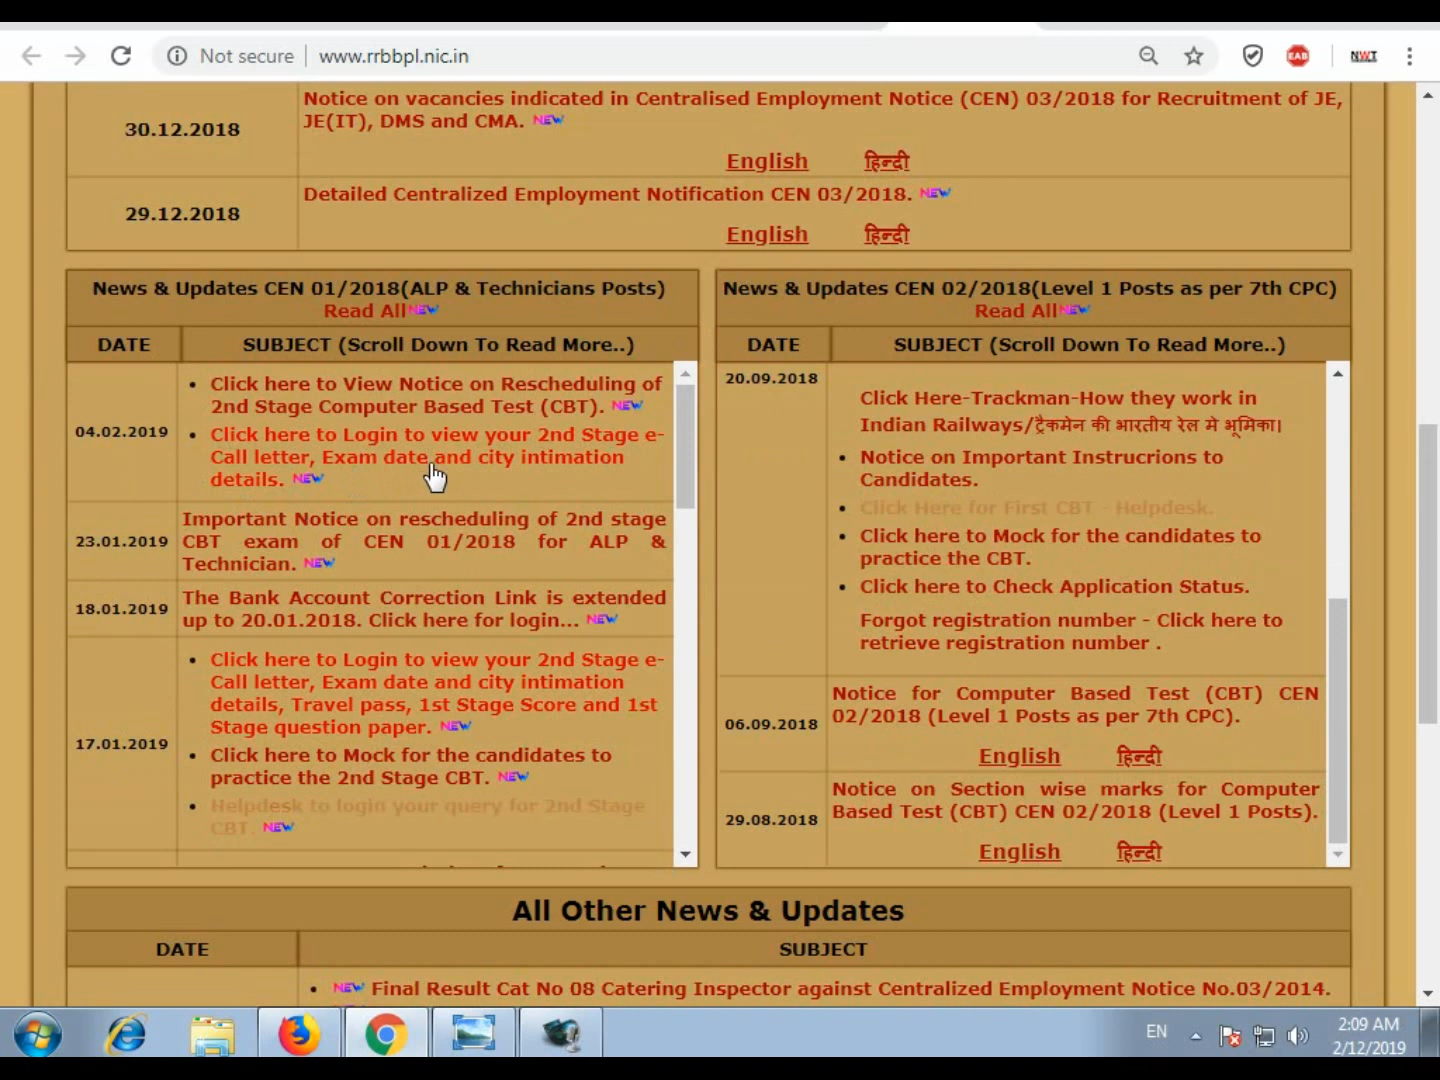 Not secure
www.rrbbpl.nic.in
EAB
NWT
30.12.2018
Notice on vacancies indicated in Centralised Employment Notice (CEN) 03/2018 for Recruitment of JE,
JE(IT), DMS and CMA. NEW
English हिन्दी
29.12.2018
Detailed Centralized Employment Notification CEN 03/2018. NEW
English हिन्दी
News & Updates CEN 01/2018(ALP & Technicians Posts)
Read All NEW
DATE
SUBJECT (Scroll Down To Read More..)
04.02.2019
• Click here to View Notice on Rescheduling of
2nd Stage Computer Based Test (CBT). NEW
• Click here to Login to view your 2nd Stage e-
Call letter, Exam date and city intimation
details. NEW
23.01.2019
Important Notice on rescheduling of 2nd stage
CBT exam of CEN 01/2018 for ALP &
Technician. NEW
18.01.2019
The Bank Account Correction Link is extended
up to 20.01.2018. Click here for login... NEW
17.01.2019
• Click here to Login to view your 2nd Stage e-
Call letter, Exam date and city intimation
details, Travel pass, 1st Stage Score and 1st
Stage question paper. NEW
• Click here to Mock for the candidates to
practice the 2nd Stage CBT. NEW
• Helpdesk to login your query for 2nd Stage
CBT. NEW
News & Updates CEN 02/2018(Level 1 Posts as per 7th CPC)
Read All NEW
DATE
SUBJECT (Scroll Down To Read More..)
20.09.2018
Click Here-Trackman-How they work in
Indian Railways/ट्रैकमेन की भारतीय रेल मे भूमिका।
• Notice on Important Instrucrions to
Candidates.
• Click Here for First CBT - Helpdesk.
• Click here to Mock for the candidates to
practice the CBT.
• Click here to Check Application Status.
Forgot registration number - Click here to
retrieve registration number .
06.09.2018
Notice for Computer Based Test (CBT) CEN
02/2018 (Level 1 Posts as per 7th CPC).
English हिन्दी
29.08.2018
Notice on Section wise marks for Computer
Based Test (CBT) CEN 02/2018 (Level 1 Posts).
English हिन्दी
All Other News & Updates
DATE
SUBJECT
• NEW Final Result Cat No 08 Catering Inspector against Centralized Employment Notice No.03/2014.
EN
2:09 AM
2/12/2019